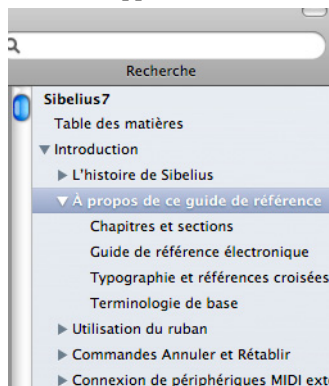 Recherche
Sibelius7
Table des matières
Introduction
L'histoire de Sibelius
À propos de ce guide de référence
Chapitres et sections
Guide de référence électronique
Typographie et références croisées
Terminologie de base
Utilisation du ruban
Commandes Annuler et Rétablir
Connexion de périphériques MIDI